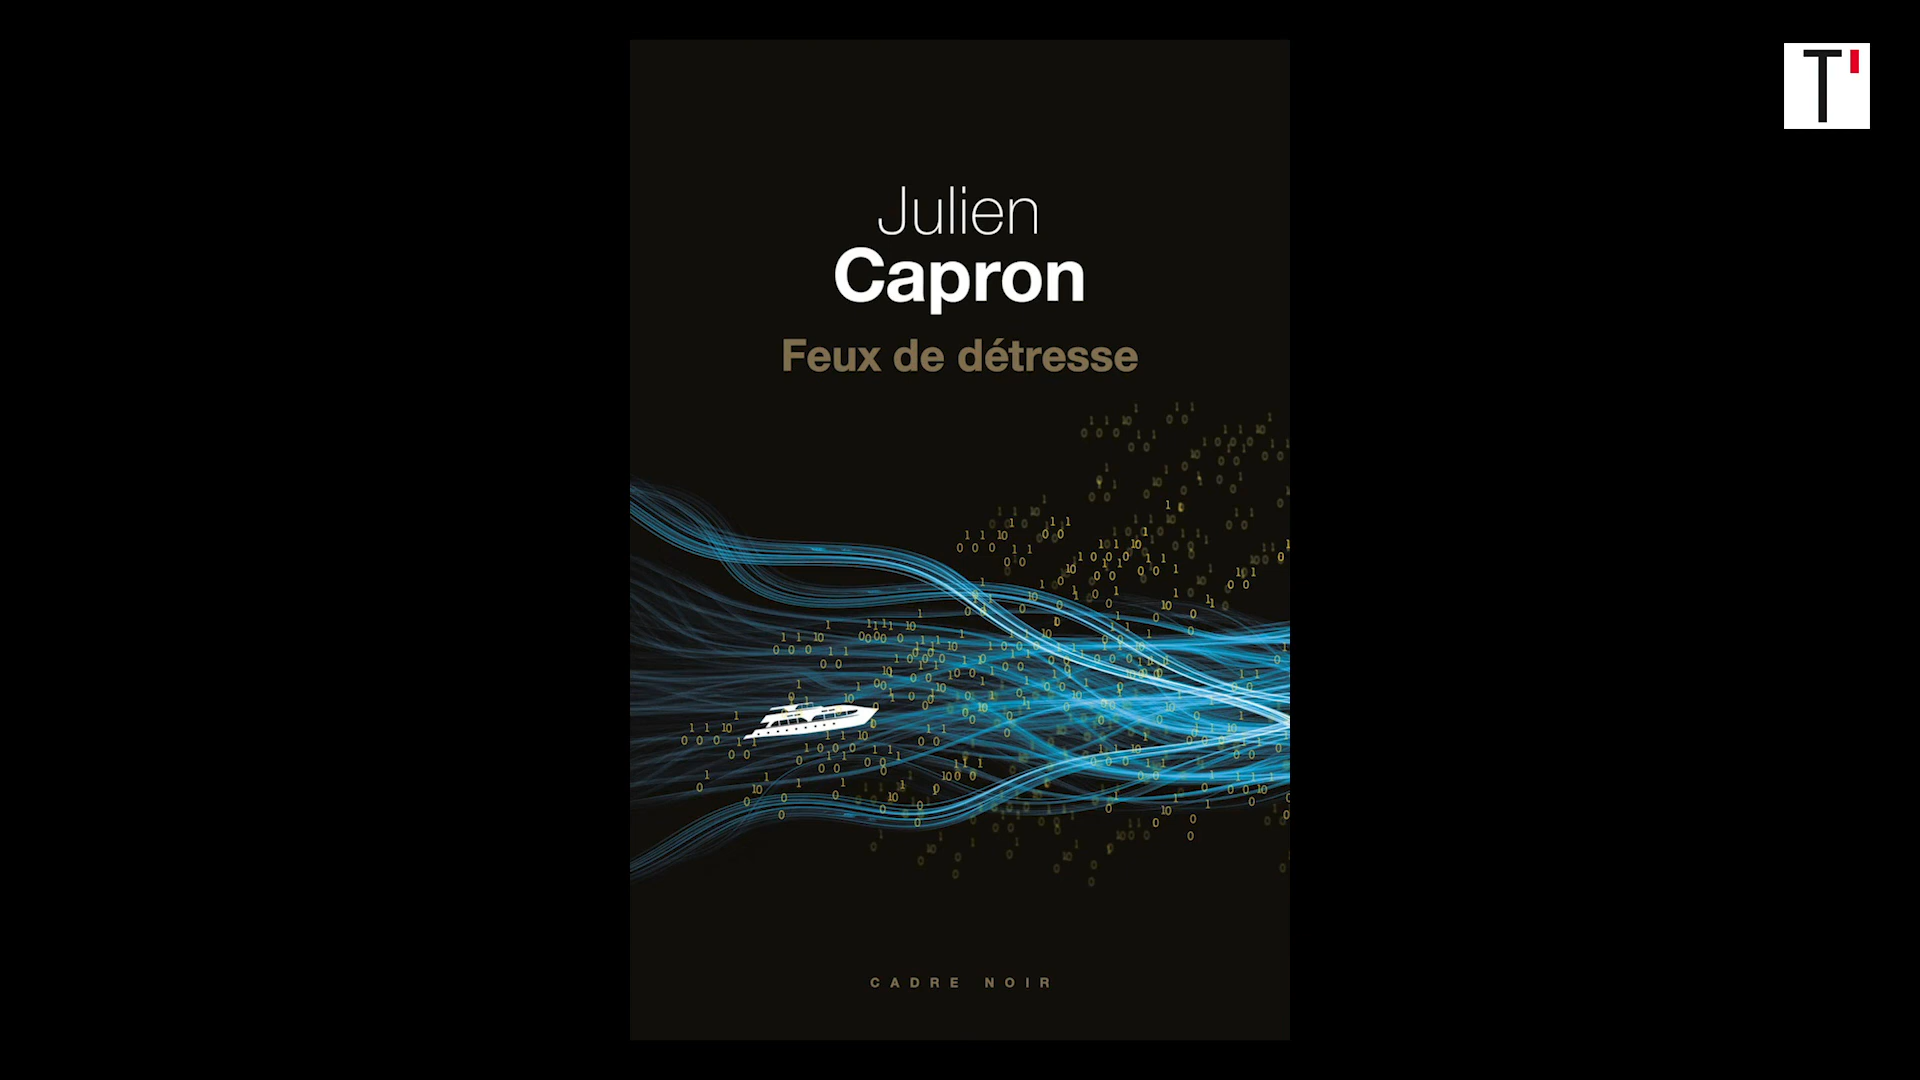 T'
Julien
Capron
Feux de détresse
CADRE NOIR